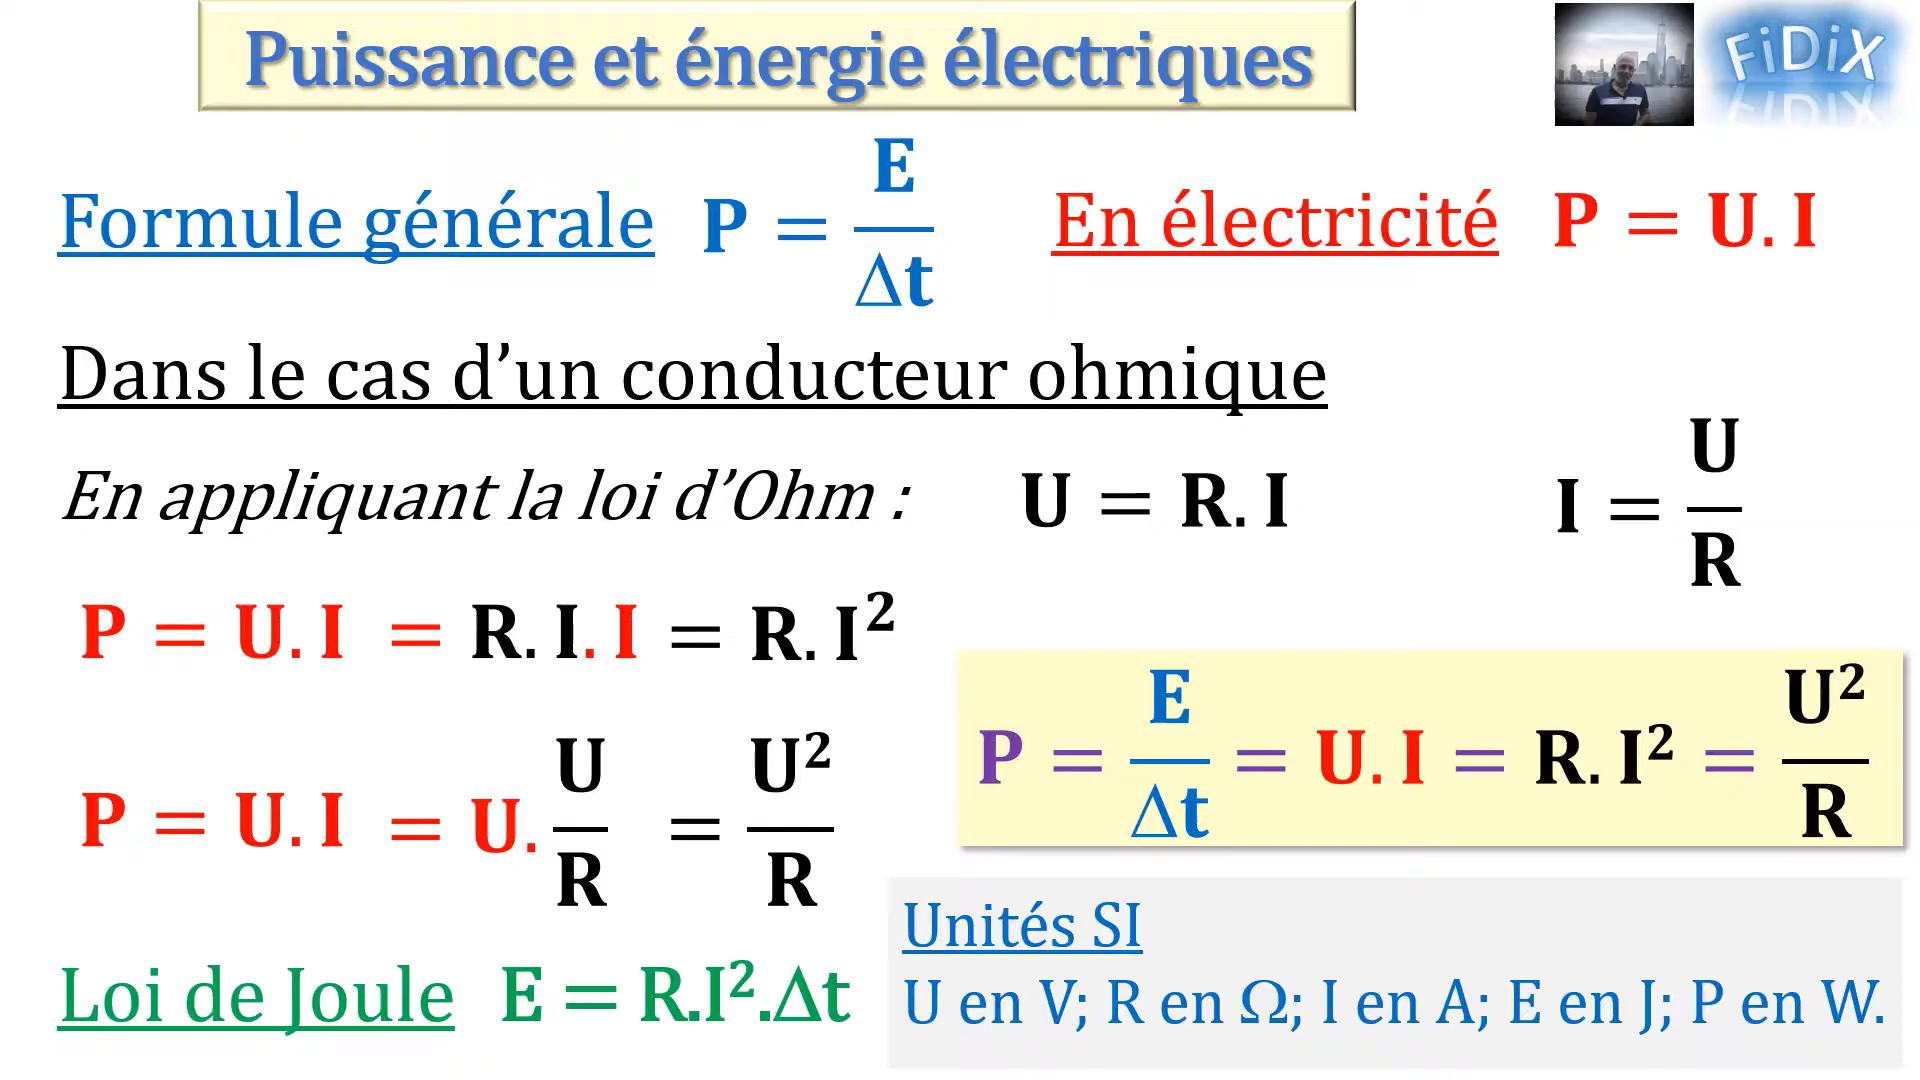 Puissance et énergie électriques
FiDiX
Formule générale P = E/Δt
En électricité P = U. I
Dans le cas d’un conducteur ohmique
En appliquant la loi d’Ohm : U = R. I I = U/R
P = U. I = R. I. I = R. I²
P = E/Δt = U. I = R. I² = U²/R
P = U. I = U. U/R = U²/R
Unités SI
U en V; R en Ω; I en A; E en J; P en W.
Loi de Joule E = R.I².Δt